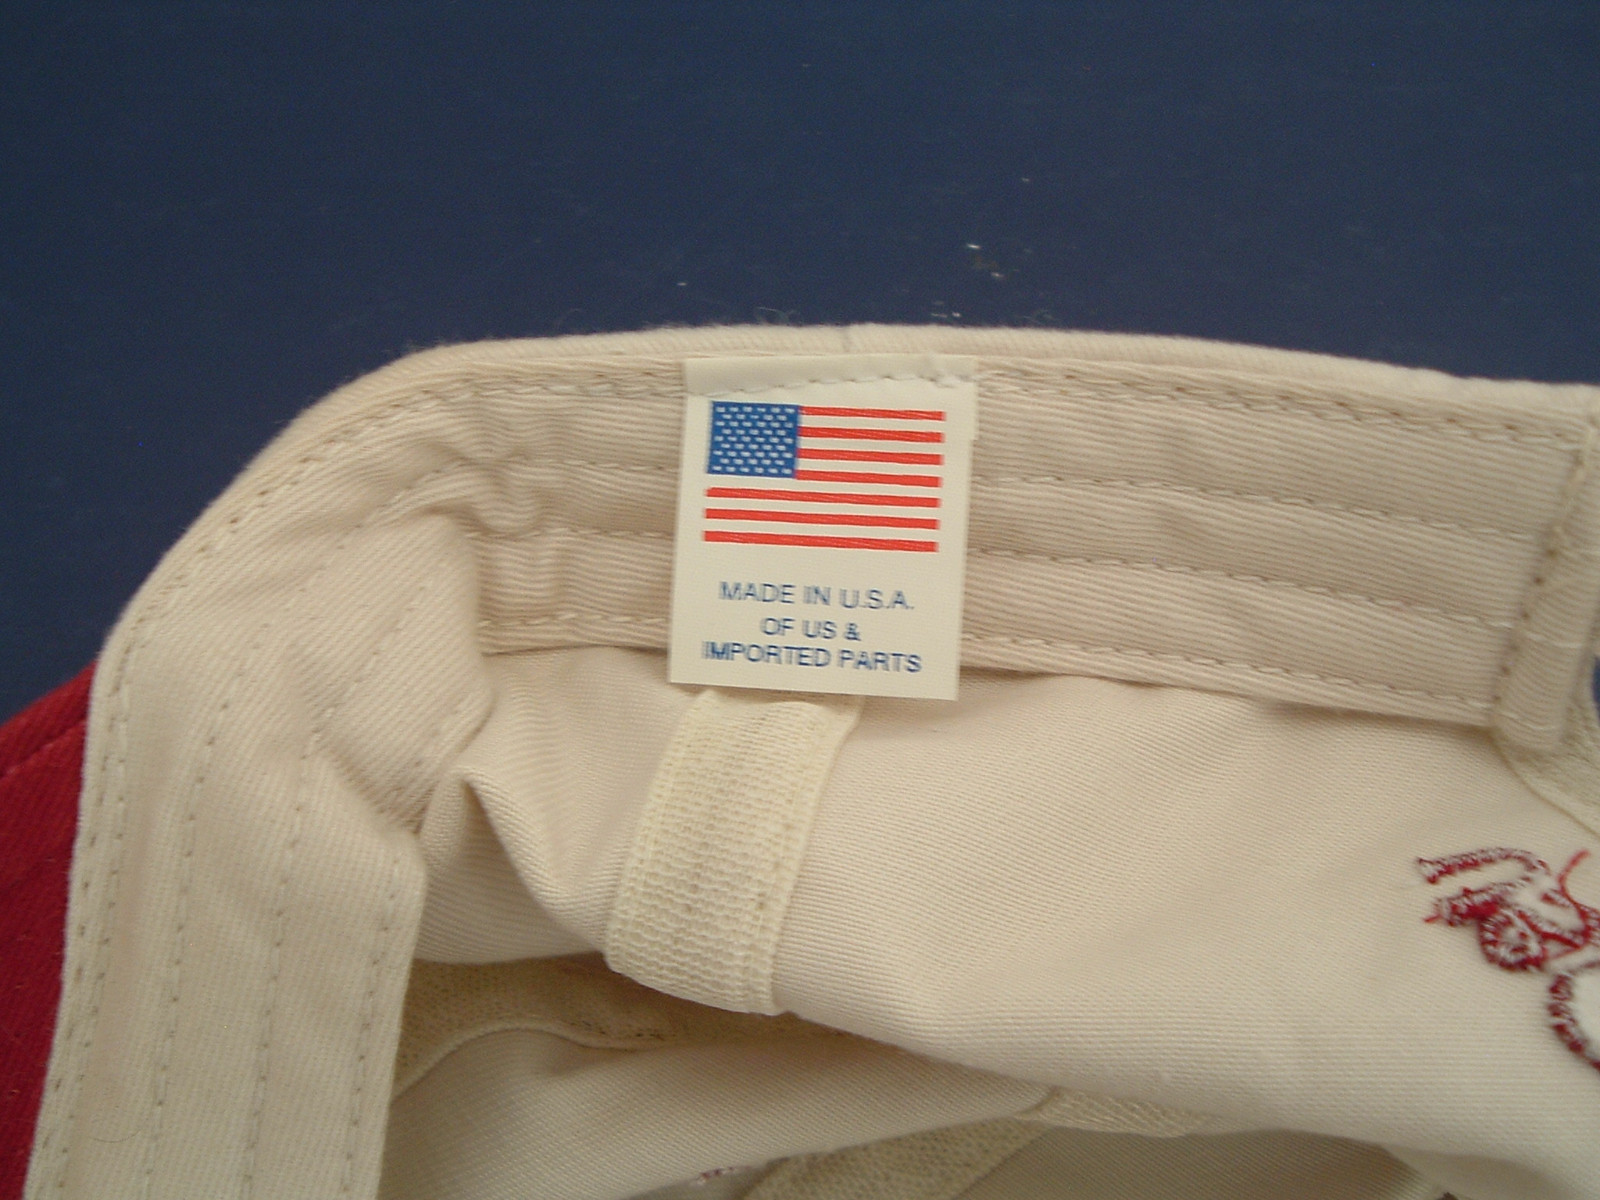 MADE IN U.S.A.
OF US &
IMPORTED PARTS